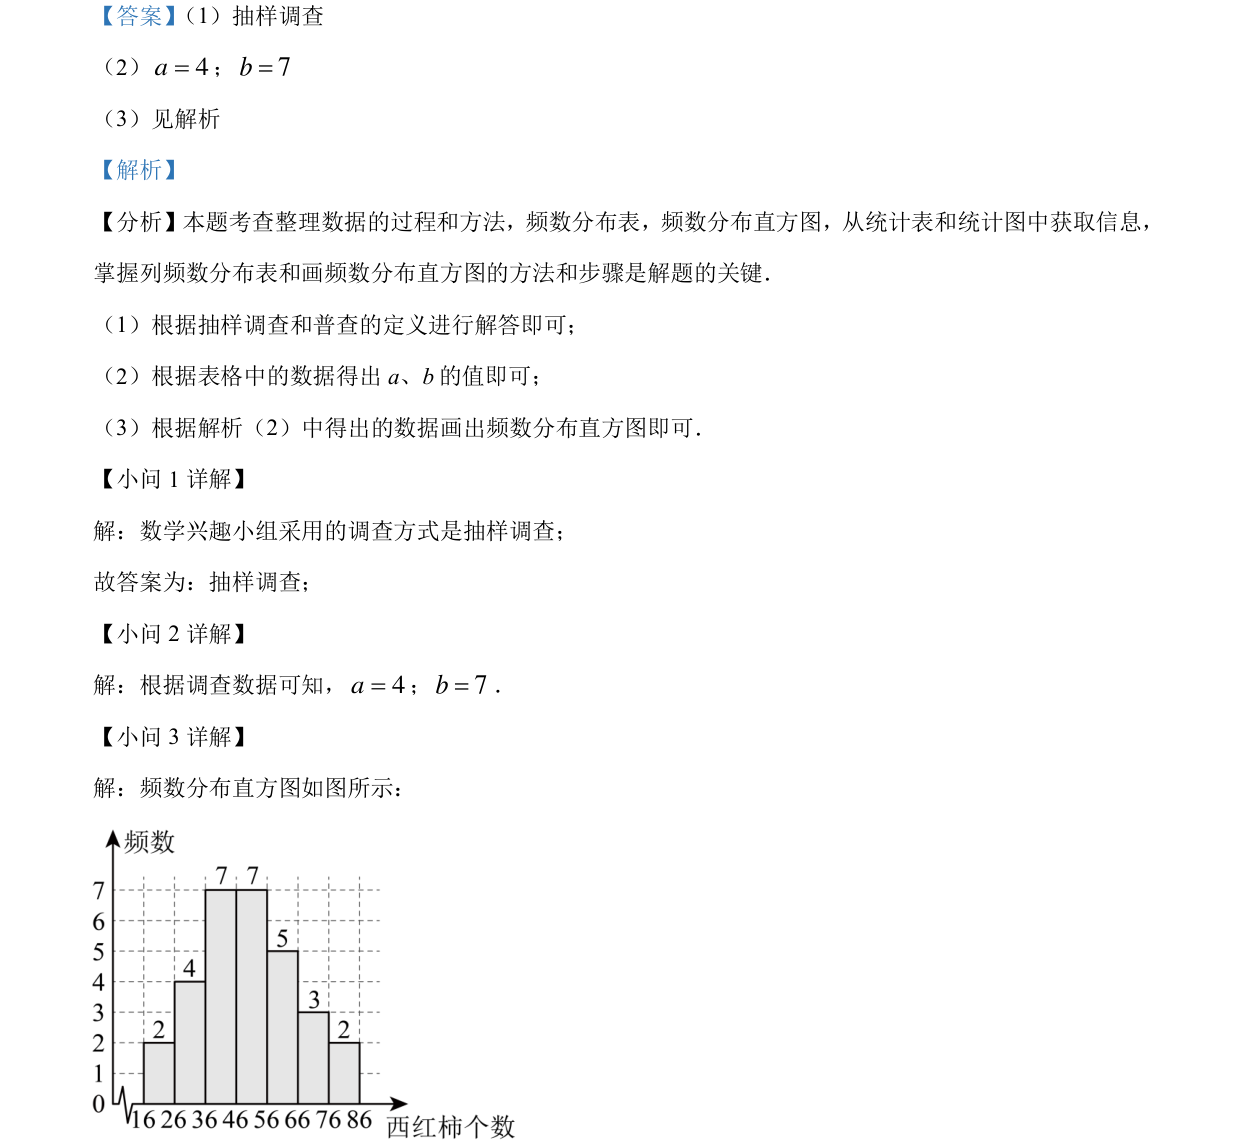 【答案】（1）抽样调查
（2）a = 4；b = 7
（3）见解析
【解析】
【分析】本题考查整理数据的过程和方法，频数分布表，频数分布直方图，从统计表和统计图中获取信息，
掌握列频数分布表和画频数分布直方图的方法和步骤是解题的关键．
（1）根据抽样调查和普查的定义进行解答即可；
（2）根据表格中的数据得出 a、b 的值即可；
（3）根据解析（2）中得出的数据画出频数分布直方图即可．
【小问 1 详解】
解：数学兴趣小组采用的调查方式是抽样调查；
故答案为：抽样调查；
【小问 2 详解】
解：根据调查数据可知，a = 4；b = 7．
【小问 3 详解】
解：频数分布直方图如图所示：
频数
7 7
7
6
5
5
4
4
3
3
2 2
2
1
0
16 26 36 46 56 66 76 86 西红柿个数